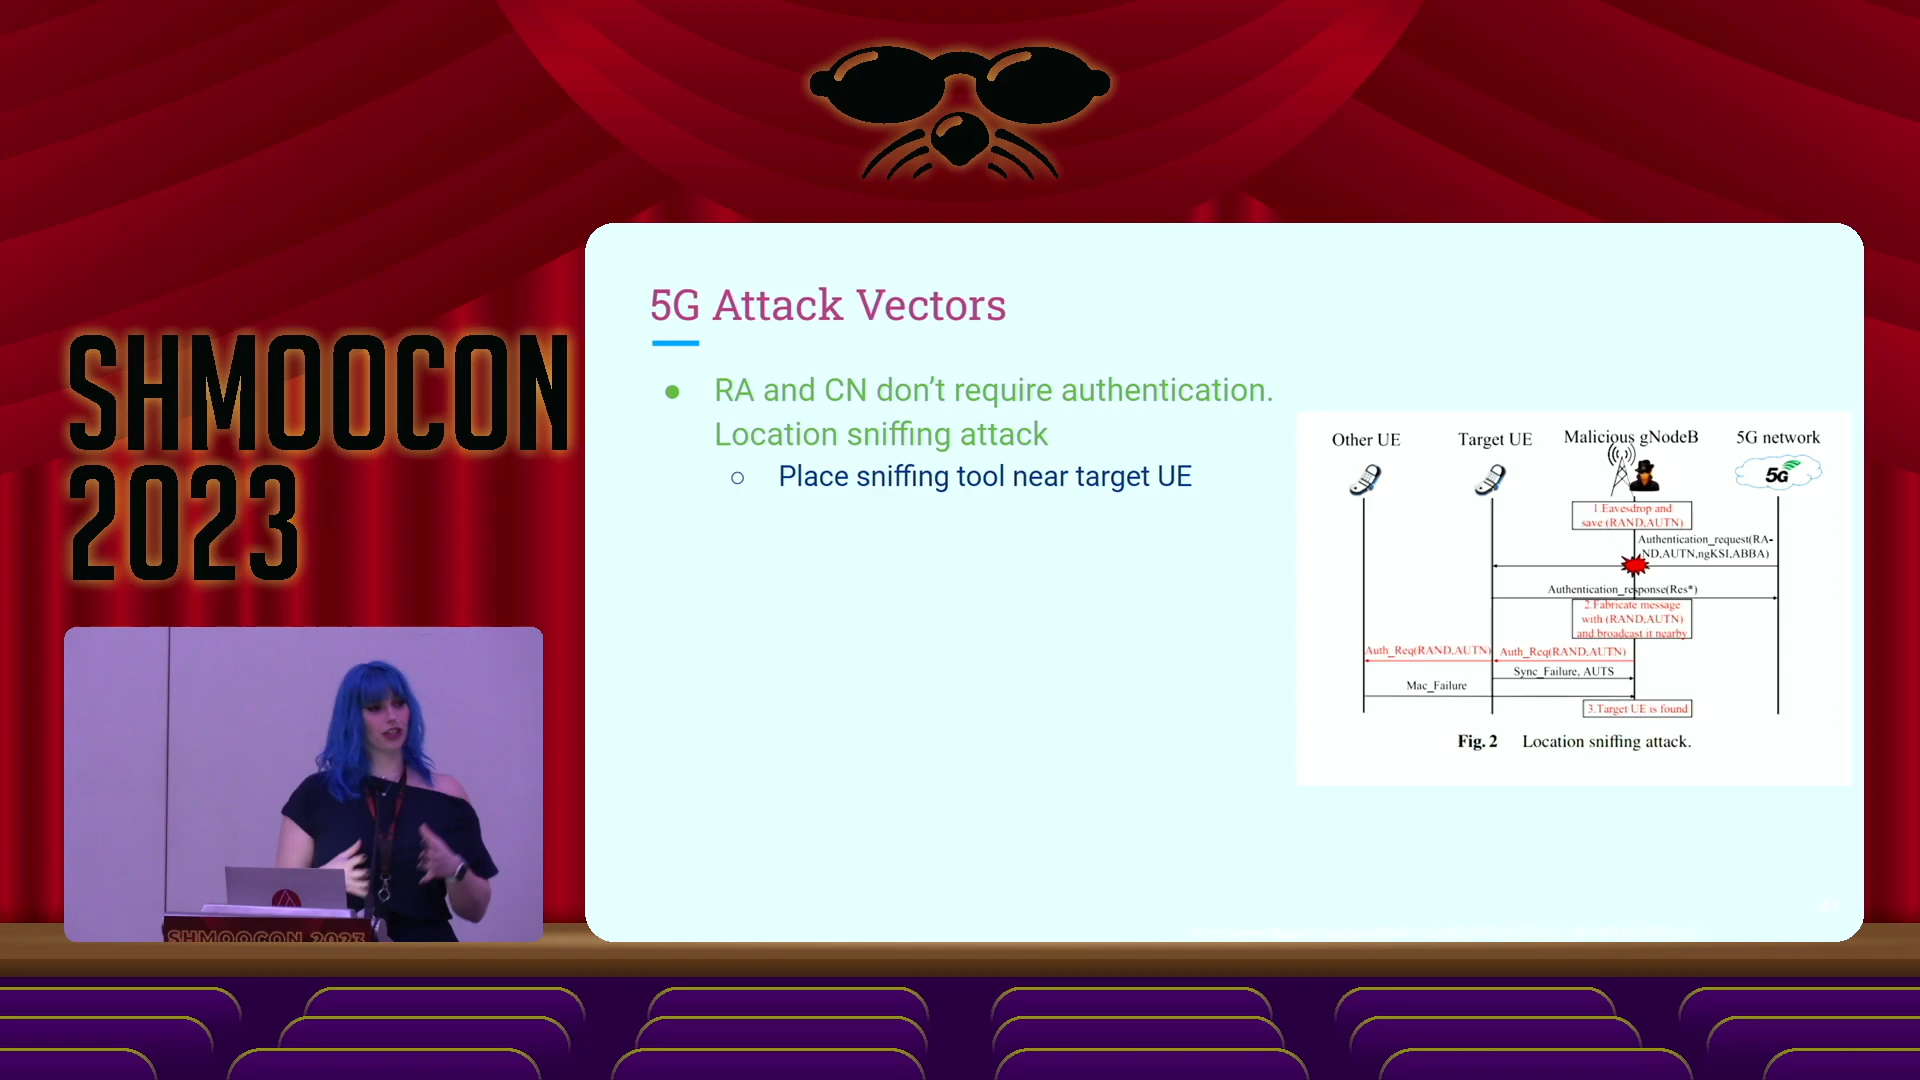 SHMOOCON
2023
5G Attack Vectors
● RA and CN don't require authentication.
Location sniffing attack
○ Place sniffing tool near target UE
Other UE
Target UE
Malicious gNodeB
5G network
5G
1.Eavesdrop and
save (RAND,AUTN)
Authentication_request(RA-
ND,AUTN,ngKSI,ABBA)
Authentication_response(Res*)
2.Fabricate message
with (RAND,AUTN)
and broadcast it nearby
Auth_Req(RAND,AUTN)
Auth_Req(RAND,AUTN)
Sync_Failure, AUTS
Mac_Failure
3.Target UE is found
Fig. 2 Location sniffing attack.
SHMOOCON 2023